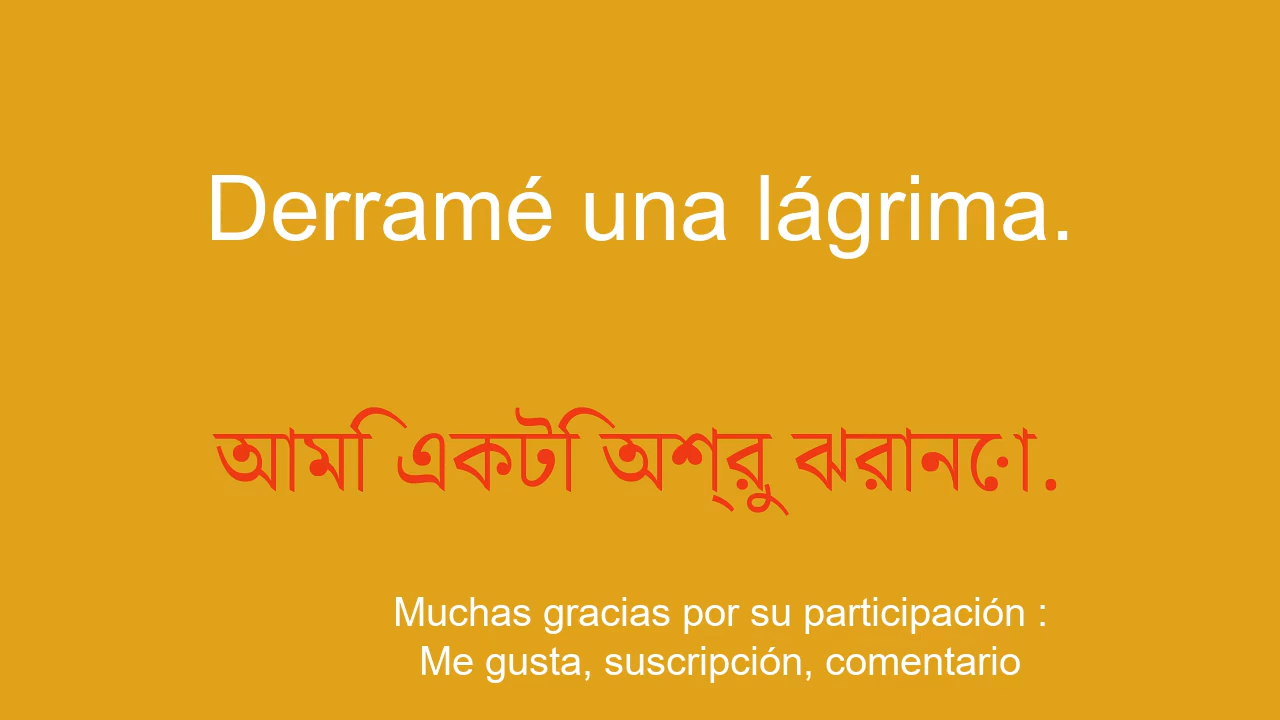 Derramé una lágrima.
আমি একটি অশ্রু ঝরানো.
Muchas gracias por su participación :
Me gusta, suscripción, comentario